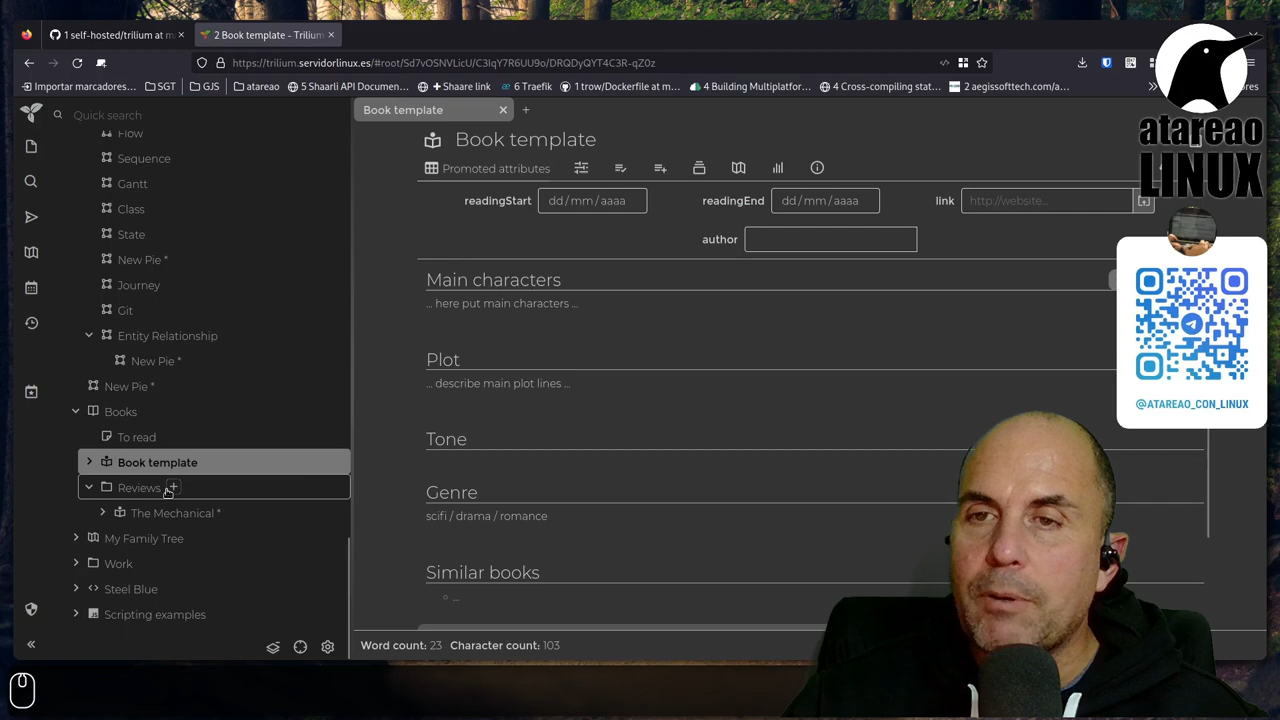 1 self-hosted/trilium at m
2 Book template - Trilium
https://trilium.servidorlinux.es/#root/Sd7vOSNVLicU/C3IqY7R6UU9o/DRQDyQYT4C3R-qZ0z
Importar marcadores...
SGT
GJS
atareao
5 Shaarli API Documen...
Shaare link
6 Traefik
1 trow/Dockerfile at m...
4 Building Multiplatfor...
4 Cross-compiling stat...
2 aegissofttech.com/a...
ores
atareao
LINUX
@ATAREAO_CON_LINUX
Quick search
Flow
Sequence
Gantt
Class
State
New Pie *
Journey
Git
Entity Relationship
New Pie *
New Pie *
Books
To read
Book template
Reviews
The Mechanical *
My Family Tree
Work
Steel Blue
Scripting examples
Book template
Book template
Promoted attributes
readingStart dd/mm/aaaa readingEnd dd/mm/aaaa link http://website...
author
Main characters
... here put main characters ...
Plot
... describe main plot lines ...
Tone
Genre
scifi / drama / romance
Similar books
...
Word count: 23 Character count: 103